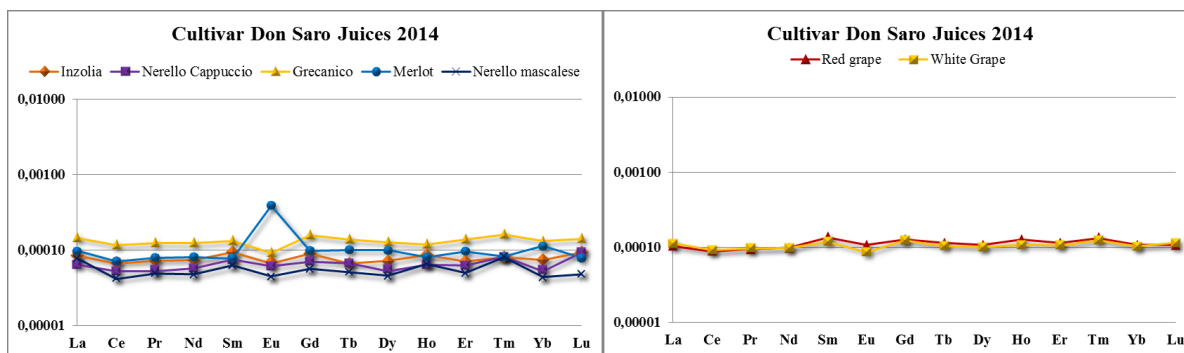 Cultivar Don Saro Juices 2014
Inzolia Nerello Cappuccio Grecanico Merlot Nerello mascalese
0,01000
0,00100
0,00010
0,00001
La Ce Pr Nd Sm Eu Gd Tb Dy Ho Er Tm Yb Lu
Cultivar Don Saro Juices 2014
Red grape White Grape
0,01000
0,00100
0,00010
0,00001
La Ce Pr Nd Sm Eu Gd Tb Dy Ho Er Tm Yb Lu